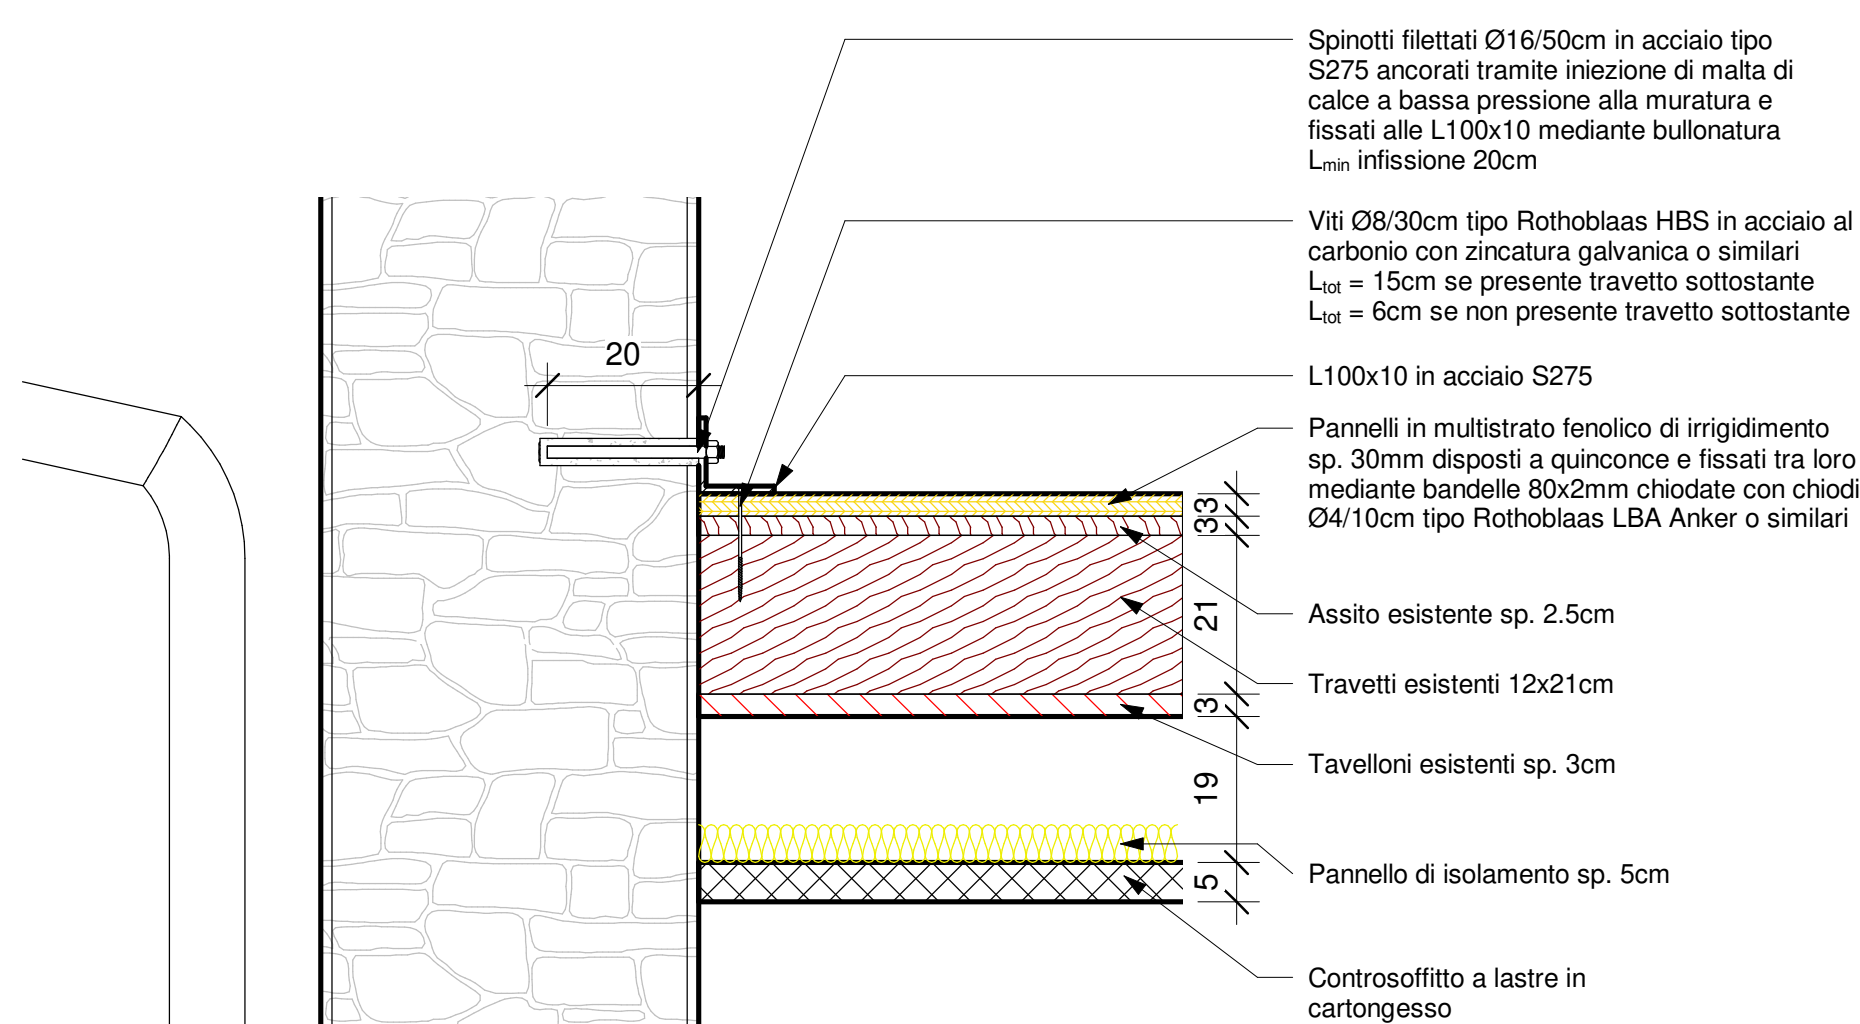 Spinotti filettati Ø16/50cm in acciaio tipo
S275 ancorati tramite iniezione di malta di
calce a bassa pressione alla muratura e
fissati alle L100x10 mediante bullonatura
Lmin infissione 20cm
Viti Ø8/30cm tipo Rothoblaas HBS in acciaio al
carbonio con zincatura galvanica o similari
Ltot = 15cm se presente travetto sottostante
Ltot = 6cm se non presente travetto sottostante
20
L100x10 in acciaio S275
Pannelli in multistrato fenolico di irrigidimento
sp. 30mm disposti a quinconce e fissati tra loro
mediante bandelle 80x2mm chiodate con chiodi
Ø4/10cm tipo Rothoblaas LBA Anker o similari
3
3
21
3
19
5
Assito esistente sp. 2.5cm
Travetti esistenti 12x21cm
Tavelloni esistenti sp. 3cm
Pannello di isolamento sp. 5cm
Controsoffitto a lastre in
cartongesso